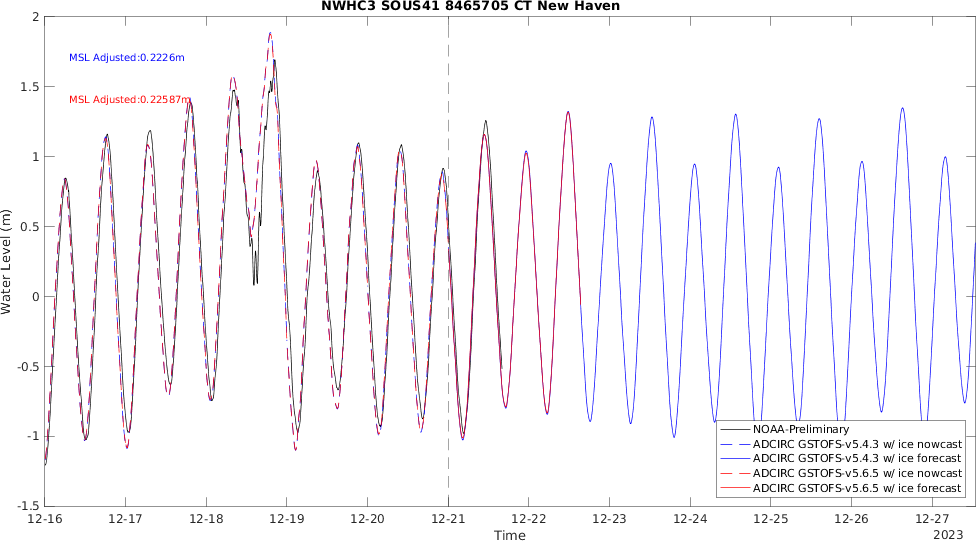 NWHC3 SOUS41 8465705 CT New Haven
MSL Adjusted:0.2226m
MSL Adjusted:0.22587m
Water Level (m)
2
1.5
1
0.5
0
-0.5
-1
-1.5
NOAA-Preliminary
ADCIRC GSTOFS-v5.4.3 w/ ice nowcast
ADCIRC GSTOFS-v5.4.3 w/ ice forecast
ADCIRC GSTOFS-v5.6.5 w/ ice nowcast
ADCIRC GSTOFS-v5.6.5 w/ ice forecast
12-16 12-17 12-18 12-19 12-20 12-21 12-22 12-23 12-24 12-25 12-26 12-27
Time
2023